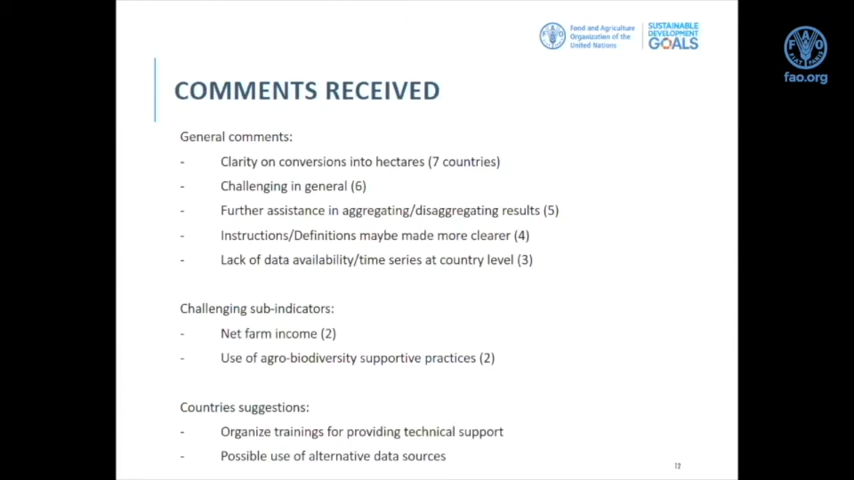 Food and Agriculture
Organization of the
United Nations
SUSTAINABLE
DEVELOPMENT
GOALS
fao.org
COMMENTS RECEIVED
General comments:
- Clarity on conversions into hectares (7 countries)
- Challenging in general (6)
- Further assistance in aggregating/disaggregating results (5)
- Instructions/Definitions maybe made more clearer (4)
- Lack of data availability/time series at country level (3)
Challenging sub-indicators:
- Net farm income (2)
- Use of agro-biodiversity supportive practices (2)
Countries suggestions:
- Organize trainings for providing technical support
- Possible use of alternative data sources
12